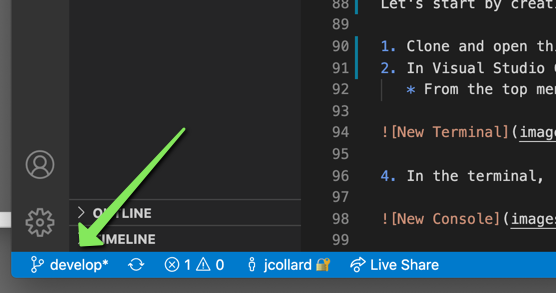 88 Let's start by creati
89
90 1. Clone and open thi
91 2. In Visual Studio
92 * From the top men
93
94 ![New Terminal](image
95
96 4. In the terminal,
97
98 ![New Console](images
99
OUTLINE
TIMELINE
develop* 1 0 jcollard Live Share